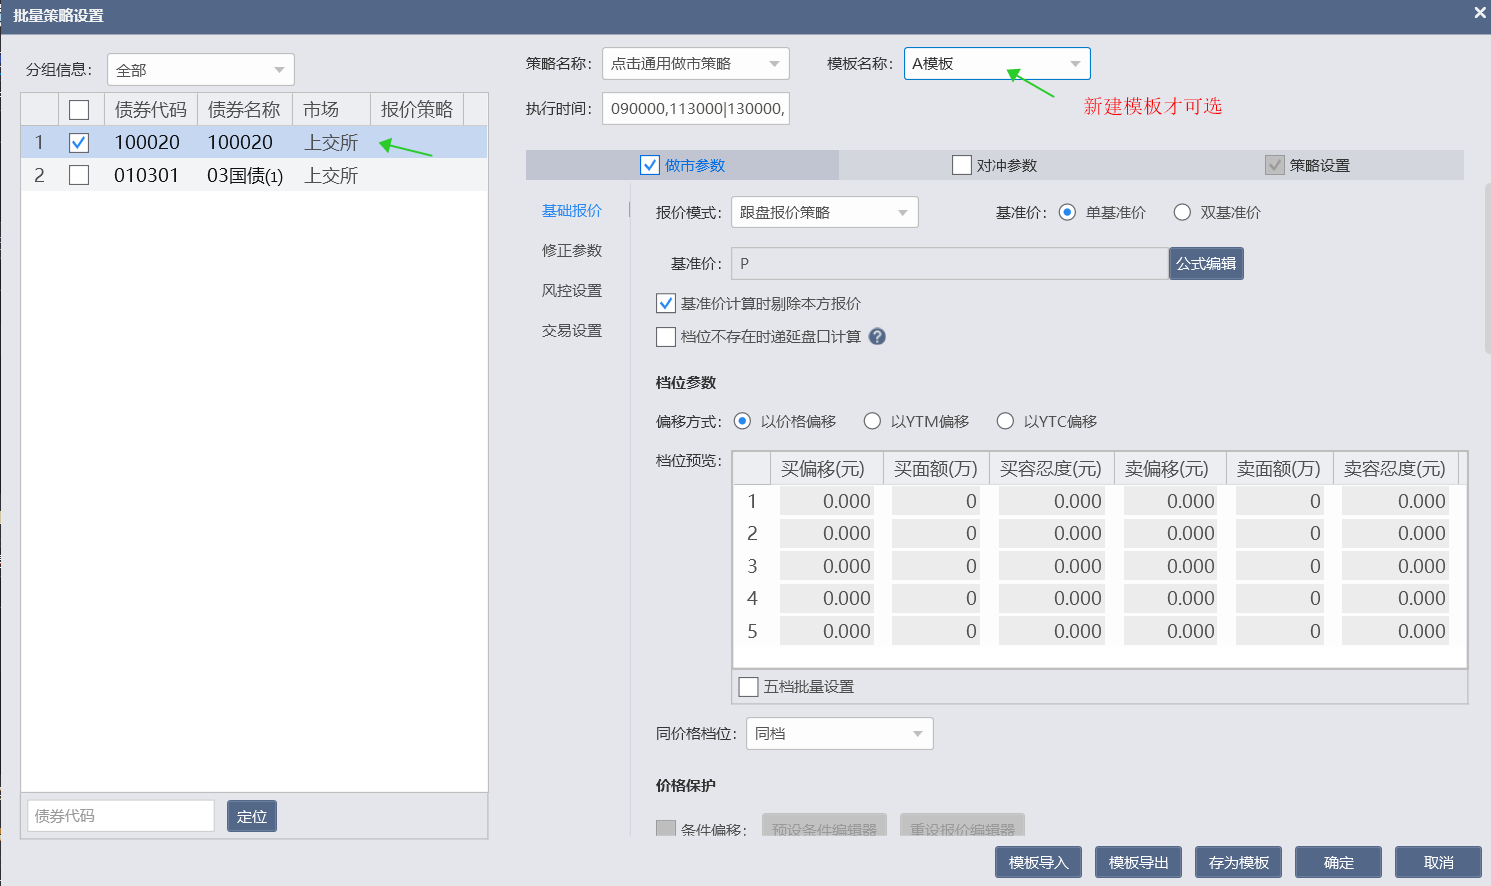 批量策略设置
分组信息: 全部
债券代码 债券名称 市场 报价策略
1 100020 100020 上交所
2 010301 03国债(1) 上交所
债券代码 定位
策略名称: 点击通用做市策略 模板名称: A模板
新建模板才可选
执行时间: 090000,113000|130000,
做市参数 对冲参数 策略设置
基础报价
修正参数
风控设置
交易设置
报价模式: 跟盘报价策略 基准价: 单基准价 双基准价
基准价: P 公式编辑
基准价计算时剔除本方报价
档位不存在时递延盘口计算 ?
档位参数
偏移方式: 以价格偏移 以YTM偏移 以YTC偏移
档位预览:
买偏移(元) 买面额(万) 买容忍度(元) 卖偏移(元) 卖面额(万) 卖容忍度(元)
1 0.000 0 0.000 0.000 0 0.000
2 0.000 0 0.000 0.000 0 0.000
3 0.000 0 0.000 0.000 0 0.000
4 0.000 0 0.000 0.000 0 0.000
5 0.000 0 0.000 0.000 0 0.000
五档批量设置
同价格档位: 同档
价格保护
条件偏移: 预设条件编辑器 重设报价编辑器
模板导入 模板导出 存为模板 确定 取消